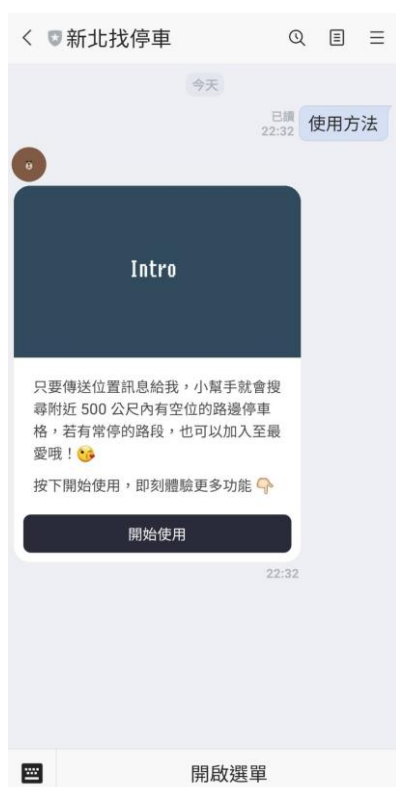 新北找停車
今天
已讀
22:32
使用方法
Intro
只要傳送位置訊息給我，小幫手就會搜
尋附近 500 公尺內有空位的路邊停車
格，若有常停的路段，也可以加入至最
愛哦！😘
按下開始使用，即刻體驗更多功能 👇🏻
開始使用
22:32
開啟選單